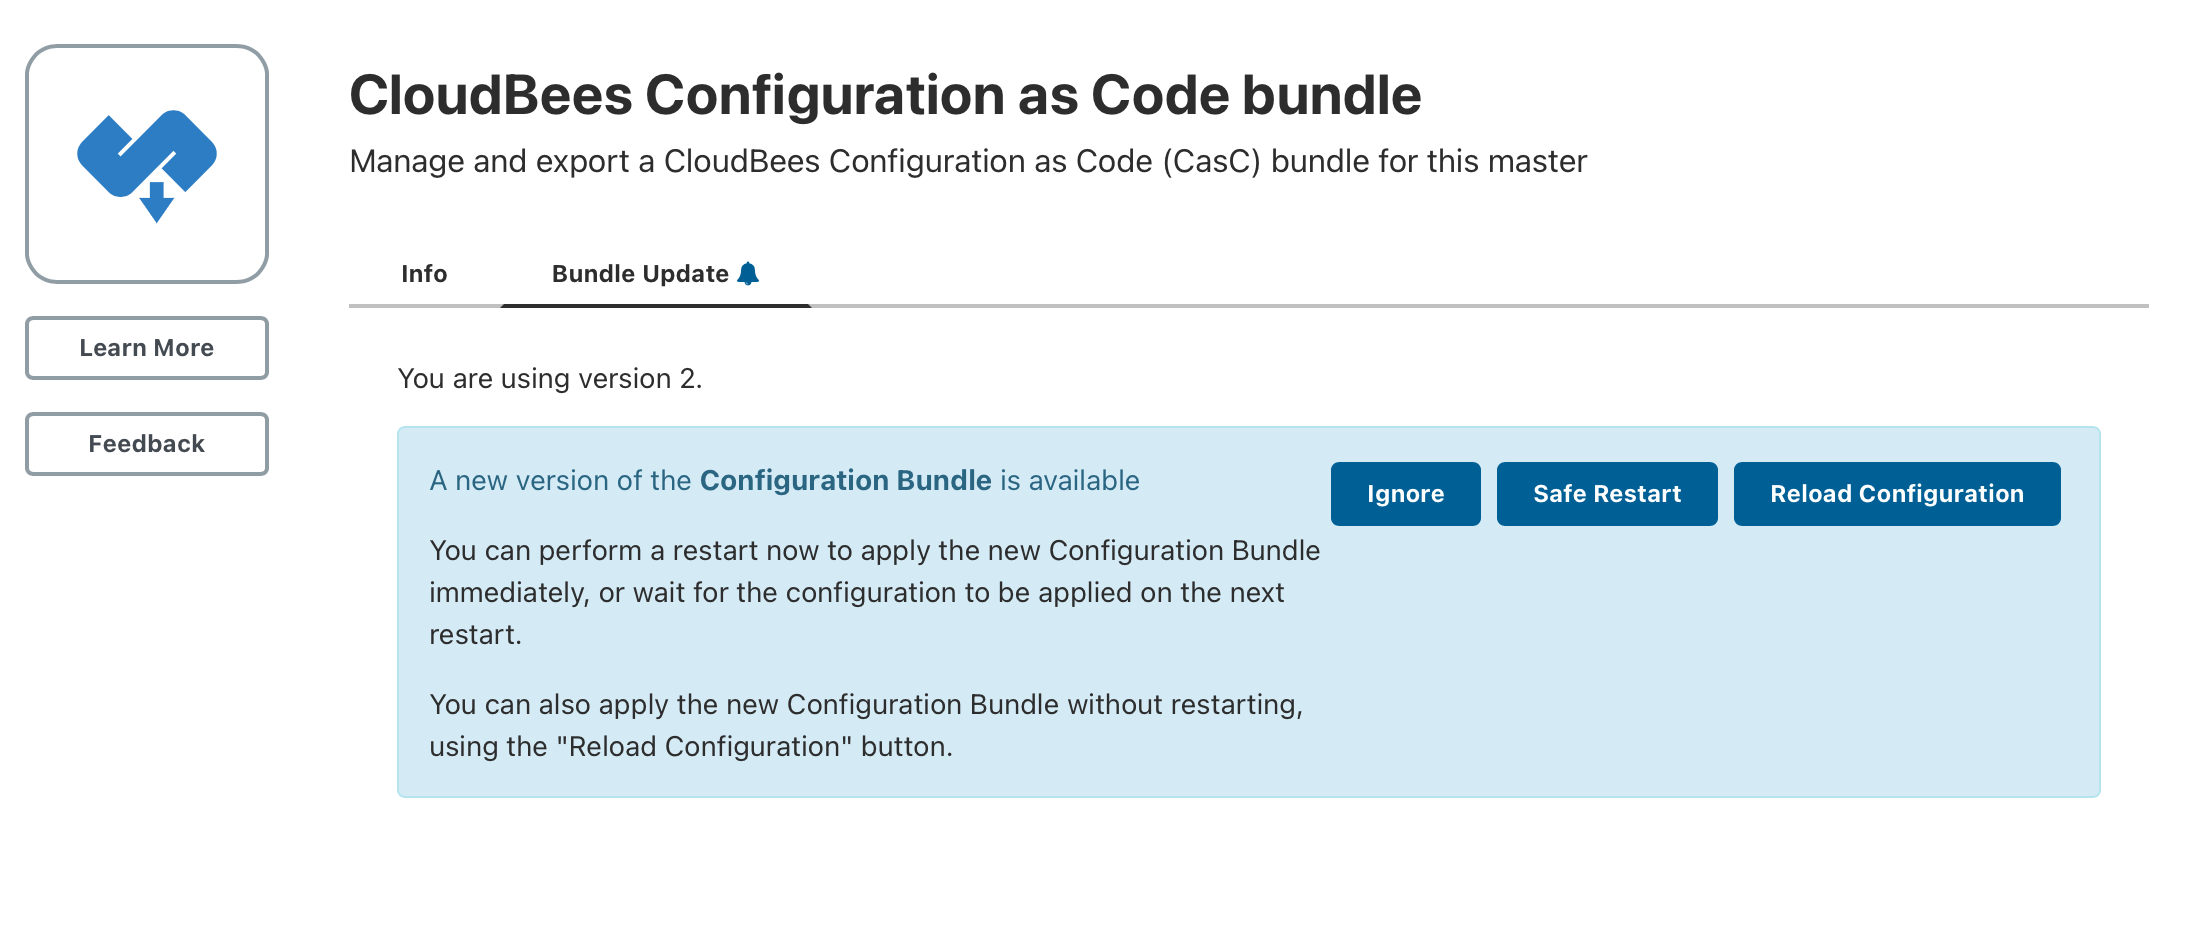 CloudBees Configuration as Code bundle
Manage and export a CloudBees Configuration as Code (CasC) bundle for this master
Learn More
Feedback
Info
Bundle Update
You are using version 2.
A new version of the Configuration Bundle is available
Ignore
Safe Restart
Reload Configuration
You can perform a restart now to apply the new Configuration Bundle
immediately, or wait for the configuration to be applied on the next
restart.
You can also apply the new Configuration Bundle without restarting,
using the "Reload Configuration" button.